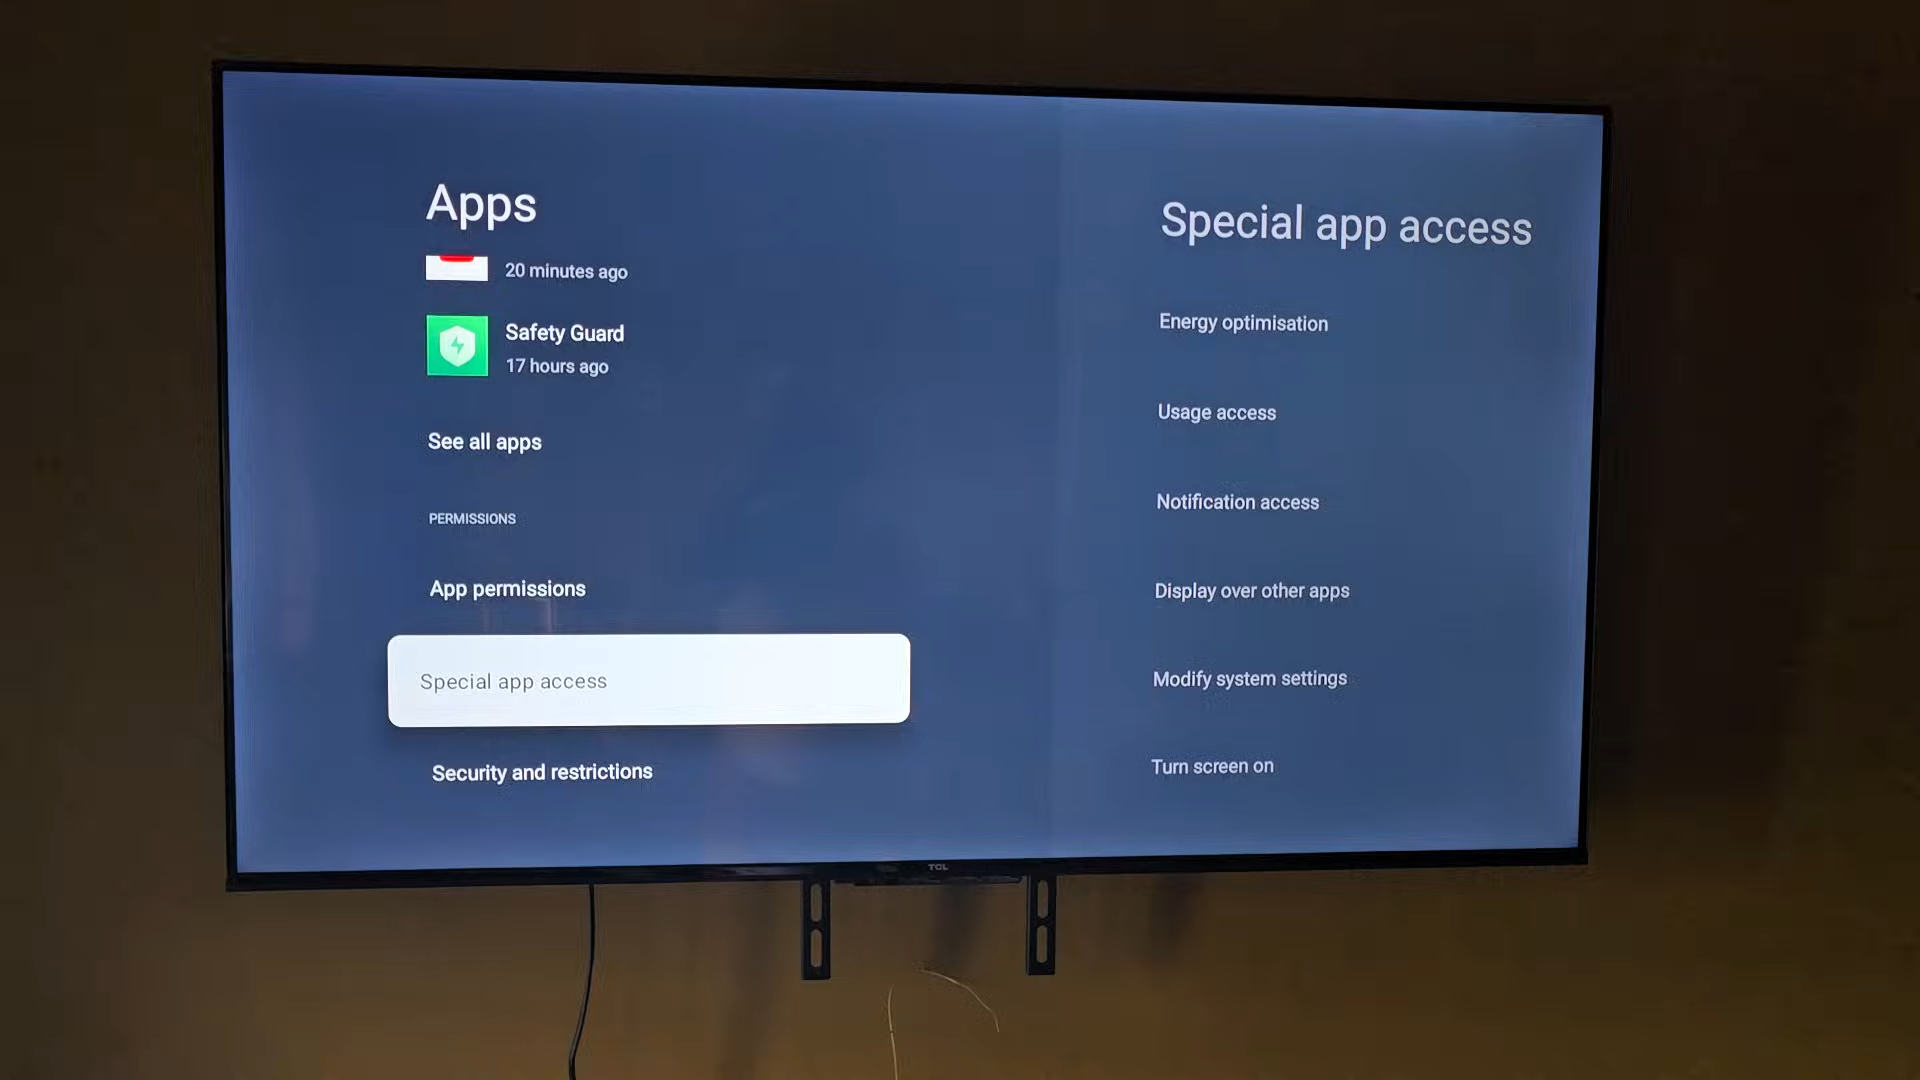 Apps
20 minutes ago
Safety Guard
17 hours ago
See all apps
PERMISSIONS
App permissions
Special app access
Security and restrictions
Special app access
Energy optimisation
Usage access
Notification access
Display over other apps
Modify system settings
Turn screen on
TCL